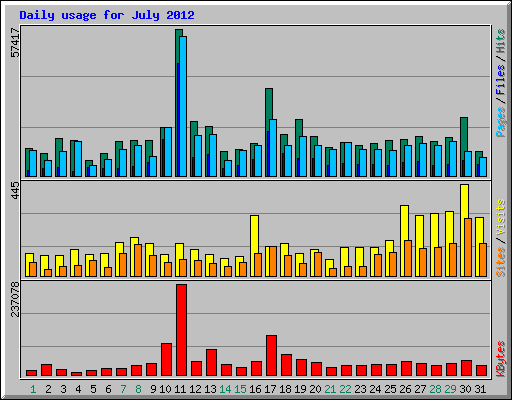 Daily usage for July 2012
57417
Pages / Files / Hits
445
Sites / Visits
237078
KBytes
1 2 3 4 5 6 7 8 9 10 11 12 13 14 15 16 17 18 19 20 21 22 23 24 25 26 27 28 29 30 31